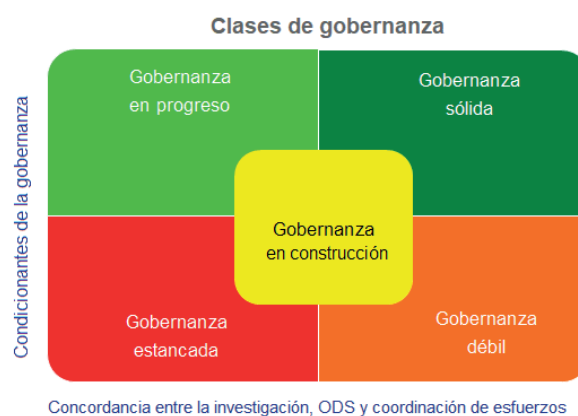 Clases de gobernanza
Condicionantes de la gobernanza
Gobernanza
en progreso
Gobernanza
sólida
Gobernanza
en construcción
Gobernanza
estancada
Gobernanza
débil
Concordancia entre la investigación, ODS y coordinación de esfuerzos